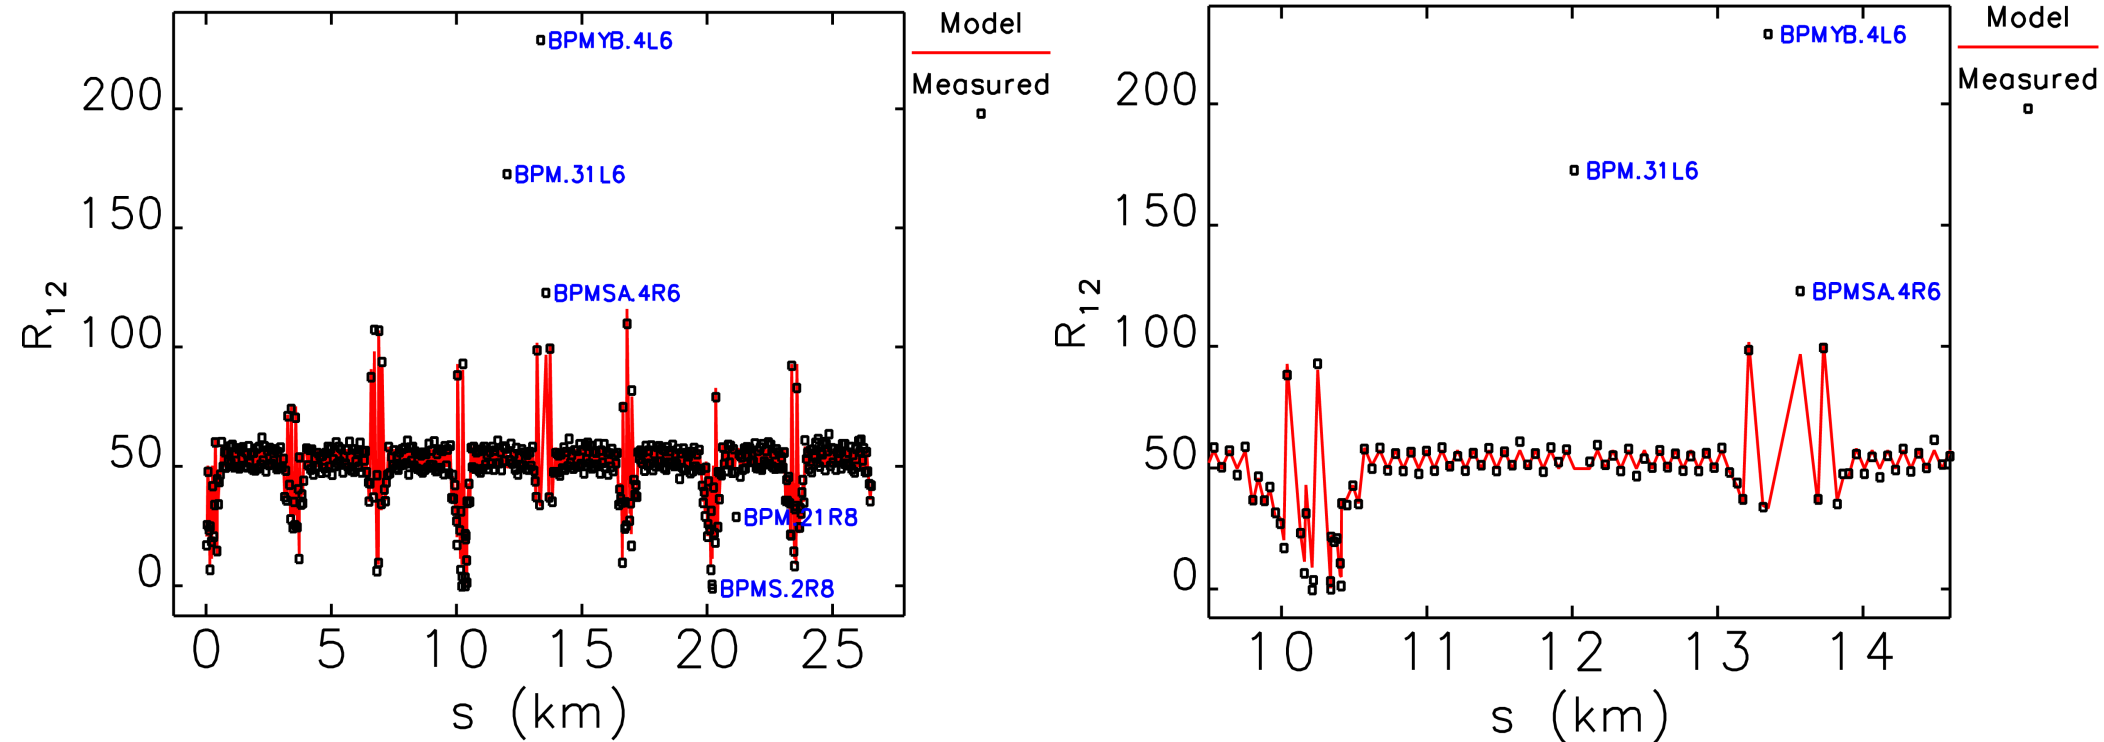 Model
Measured
BPMYB.4L6
BPM.31L6
BPMSA.4R6
BPM.21R8
BPMS.2R8
200
150
100
50
0
R12
0 5 10 15 20 25
s (km)
Model
Measured
BPMYB.4L6
BPM.31L6
BPMSA.4R6
200
150
100
50
0
R12
10 11 12 13 14
s (km)